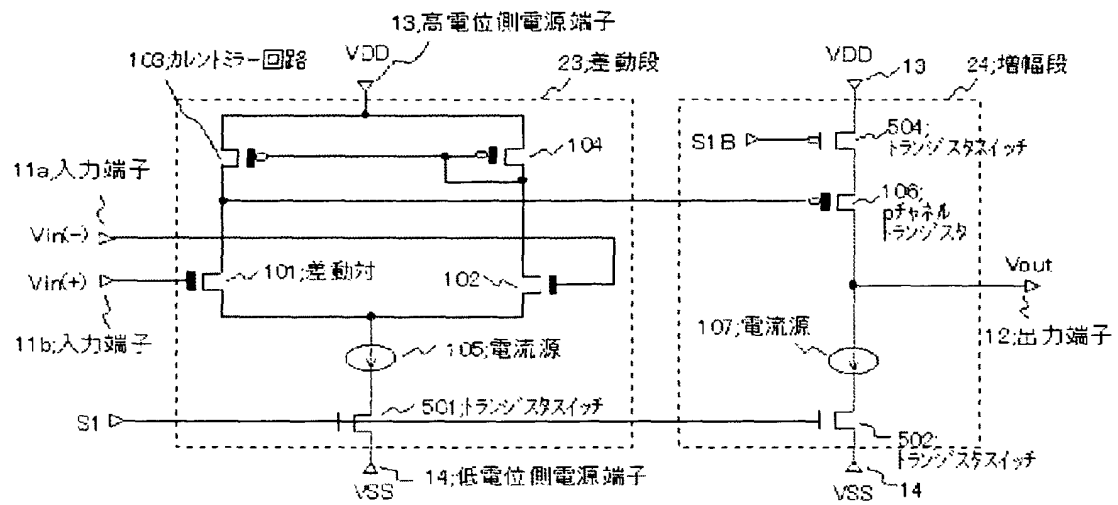 13;高電位側電源端子
VDD
103;カレントミラー回路
23;差動段
VDD
13
24;増幅段
104
S1B
504;
トランジスタスイッチ
11a;入力端子
106;
pチャネル
トランジスタ
Vin(-)
Vin(+)
101;差動対
102
Vout
11b;入力端子
105;電流源
107;電流源
12;出力端子
S1
501;トランジスタスイッチ
502;
トランジスタスイッチ
14;低電位側電源端子
VSS
VSS
14